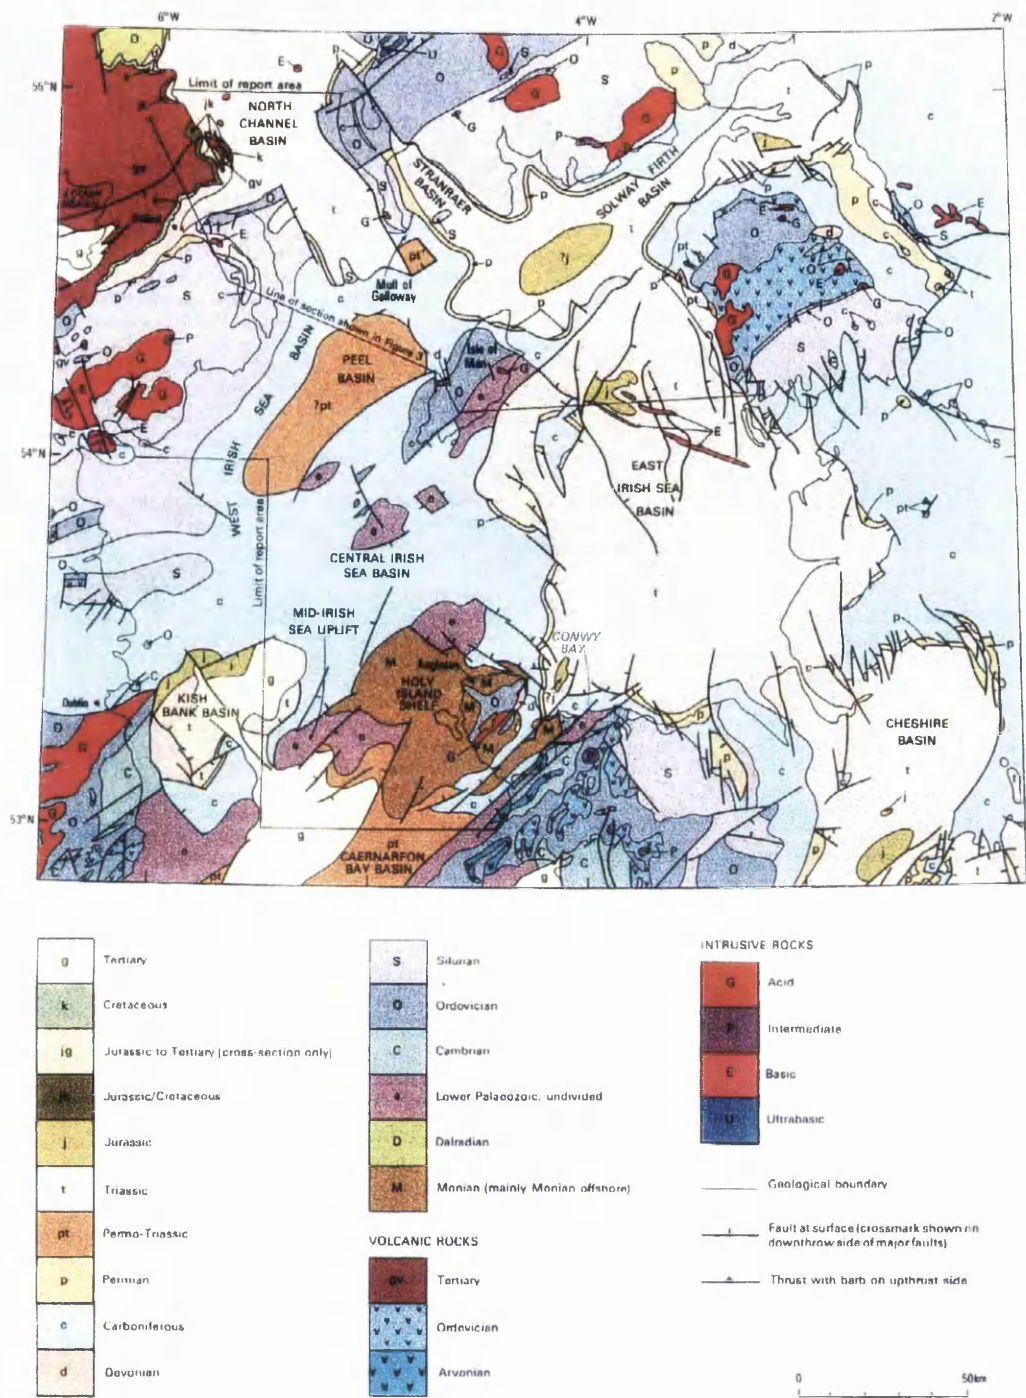 6°W
4°W
2°W
55°N
Limit of report area
NORTH
CHANNEL
BASIN
STRANRAER
BASIN
SOLWAY FIRTH
BASIN
Mull of
Galloway
Line of section shown in Figure 3
PEEL
BASIN
?pt
Isle of
Man
?j
WEST IRISH SEA BASIN
54°N
Limit of report area
EAST
IRISH SEA
BASIN
CENTRAL IRISH
SEA BASIN
MID-IRISH
SEA UPLIFT
CONWY
BAY
Anglesey
HOLY
ISLAND
SHELF
Dublin
KISH
BANK BASIN
CHESHIRE
BASIN
53°N
pt
CAERNARFON
BAY BASIN
g Tertiary
k Cretaceous
jg Jurassic to Tertiary (cross-section only)
jk Jurassic/Cretaceous
j Jurassic
t Triassic
pt Permo-Triassic
p Permian
c Carboniferous
d Devonian
S Silurian
O Ordovician
C Cambrian
Lower Palaeozoic, undivided
D Dalradian
M Monian (mainly Monian offshore)
VOLCANIC ROCKS
gv Tertiary
Ordovician
Arvonian
INTRUSIVE ROCKS
G Acid
P Intermediate
E Basic
U Ultrabasic
Geological boundary
Fault at surface (crossmark shown on
downthrow side of major faults)
Thrust with barb on upthrust side
0 50km